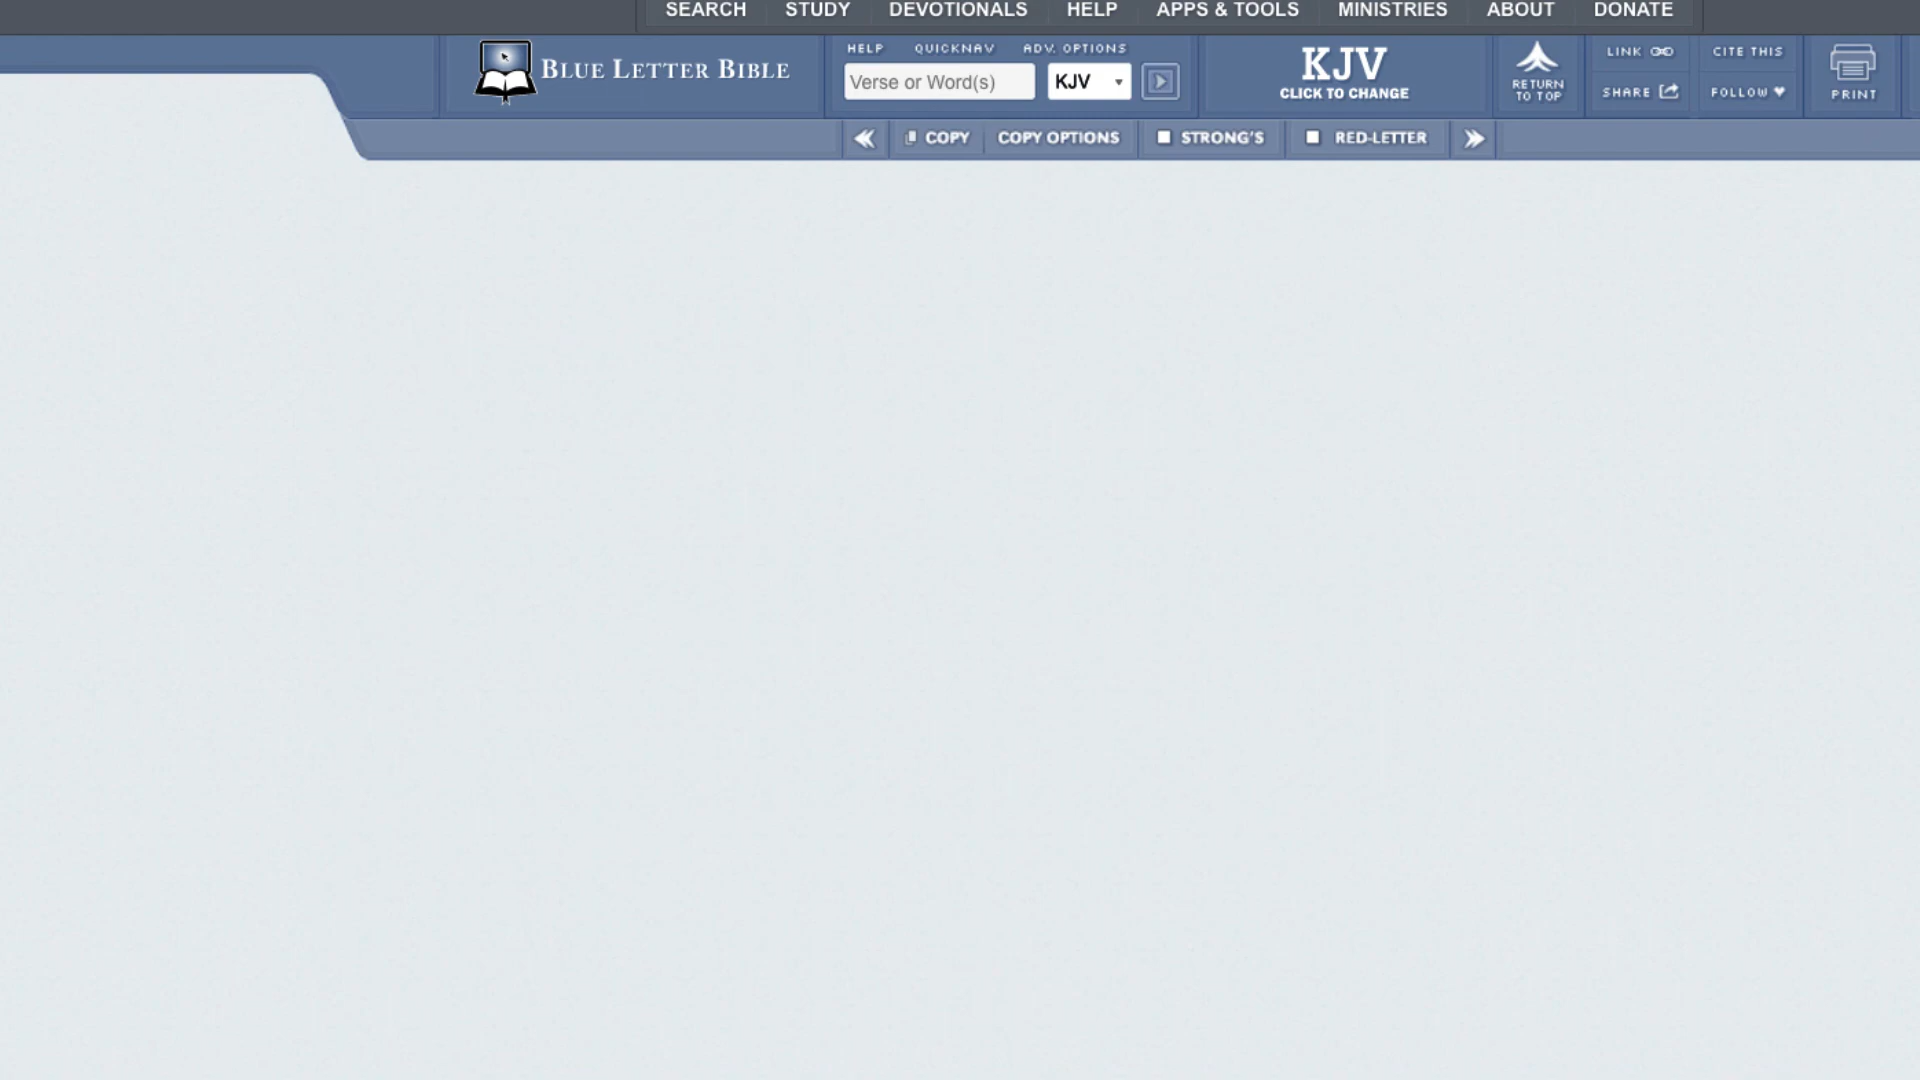 SEARCH STUDY DEVOTIONALS HELP APPS & TOOLS MINISTRIES ABOUT DONATE
BLUE LETTER BIBLE
HELP QUICKNAV ADV. OPTIONS
Verse or Word(s) KJV
KJV
CLICK TO CHANGE
RETURN
TO TOP
LINK CITE THIS
SHARE FOLLOW
PRINT
COPY COPY OPTIONS STRONG'S RED-LETTER